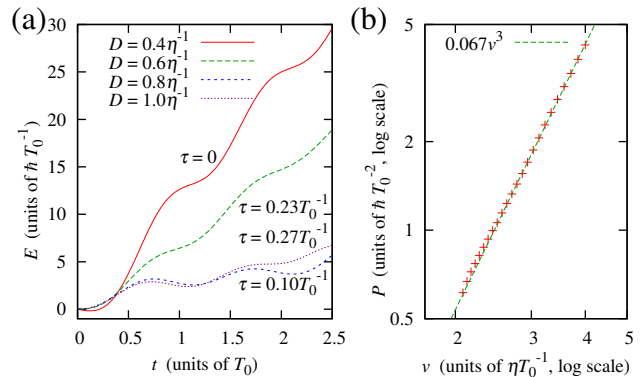 (a)
E (units of ħ T₀⁻¹)
30
25
20
15
10
5
0
D = 0.4η⁻¹
D = 0.6η⁻¹
D = 0.8η⁻¹
D = 1.0η⁻¹
τ = 0
τ = 0.23T₀⁻¹
τ = 0.27T₀⁻¹
τ = 0.10T₀⁻¹
0 0.5 1 1.5 2 2.5
t (units of T₀)
(b)
P (units of ħ T₀⁻², log scale)
5
2
1
0.5
0.067v³
2 3 4 5
v (units of ηT₀⁻¹, log scale)